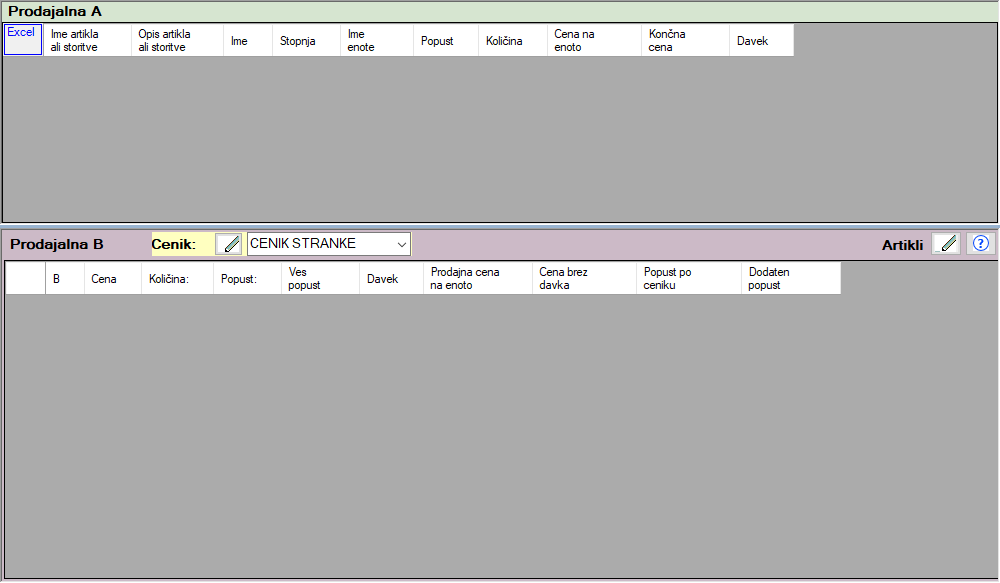 Prodajalna A
Excel
Ime artikla
ali storitve
Opis artikla
ali storitve
Ime
Stopnja
Ime
enote
Popust
Količina
Cena na
enoto
Končna
cena
Davek
Prodajalna B
Cenik:
CENIK STRANKE
Artikli
?
B
Cena
Količina:
Popust:
Ves
popust
Davek
Prodajna cena
na enoto
Cena brez
davka
Popust po
ceniku
Dodaten
popust